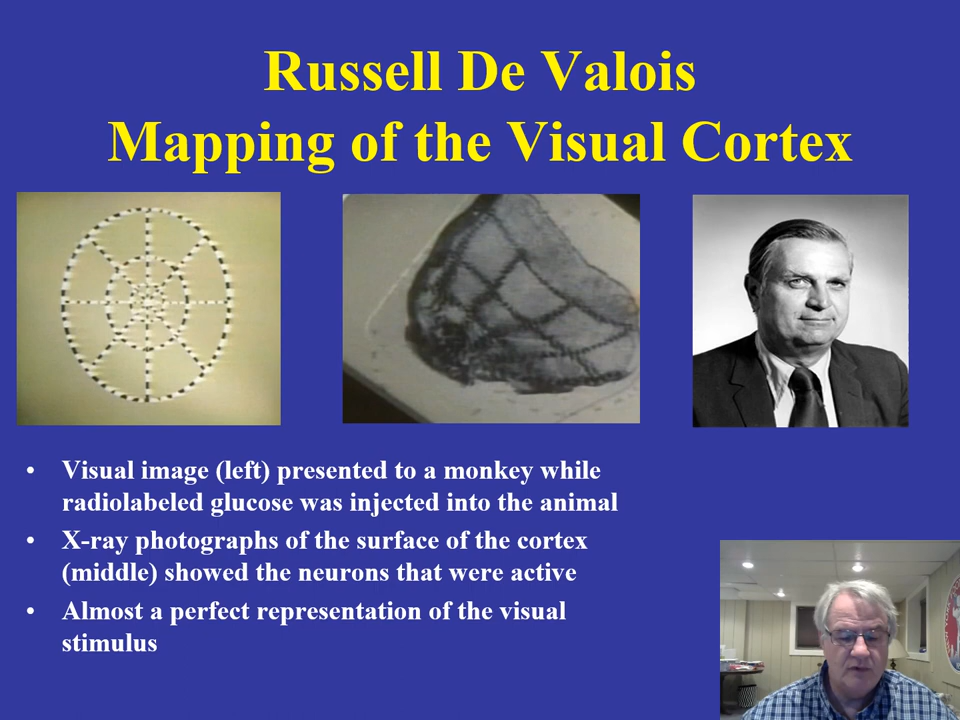 Russell De Valois
Mapping of the Visual Cortex
• Visual image (left) presented to a monkey while
radiolabeled glucose was injected into the animal
• X-ray photographs of the surface of the cortex
(middle) showed the neurons that were active
• Almost a perfect representation of the visual
stimulus